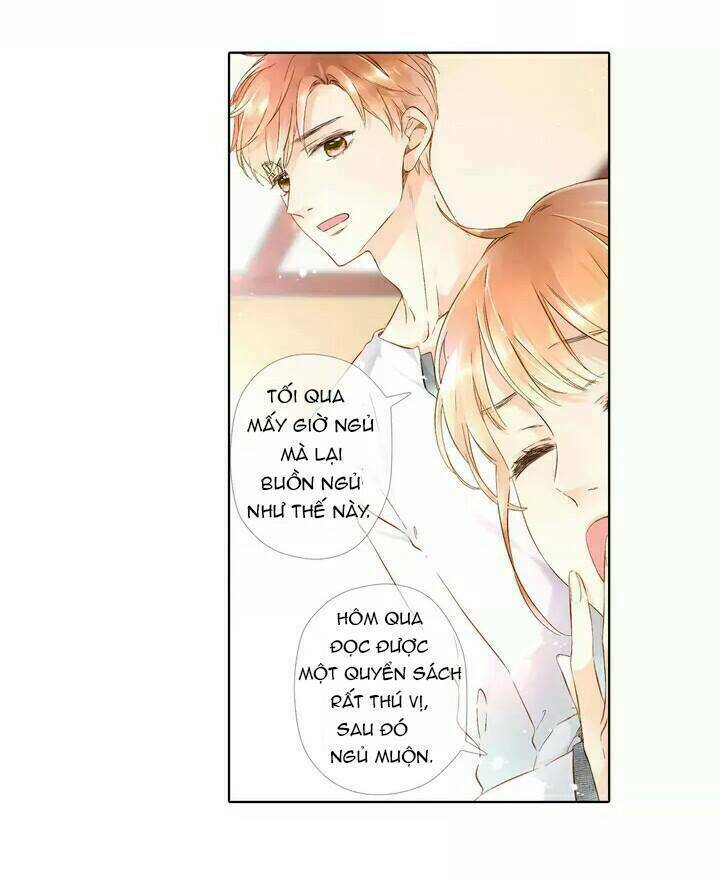 TỐI QUA
MẤY GIỜ NGỦ
MÀ LẠI
BUỒN NGỦ
NHƯ THẾ NÀY.
HÔM QUA
ĐỌC ĐƯỢC
MỘT QUYỂN SÁCH
RẤT THÚ VỊ,
SAU ĐÓ
NGỦ MUỘN.